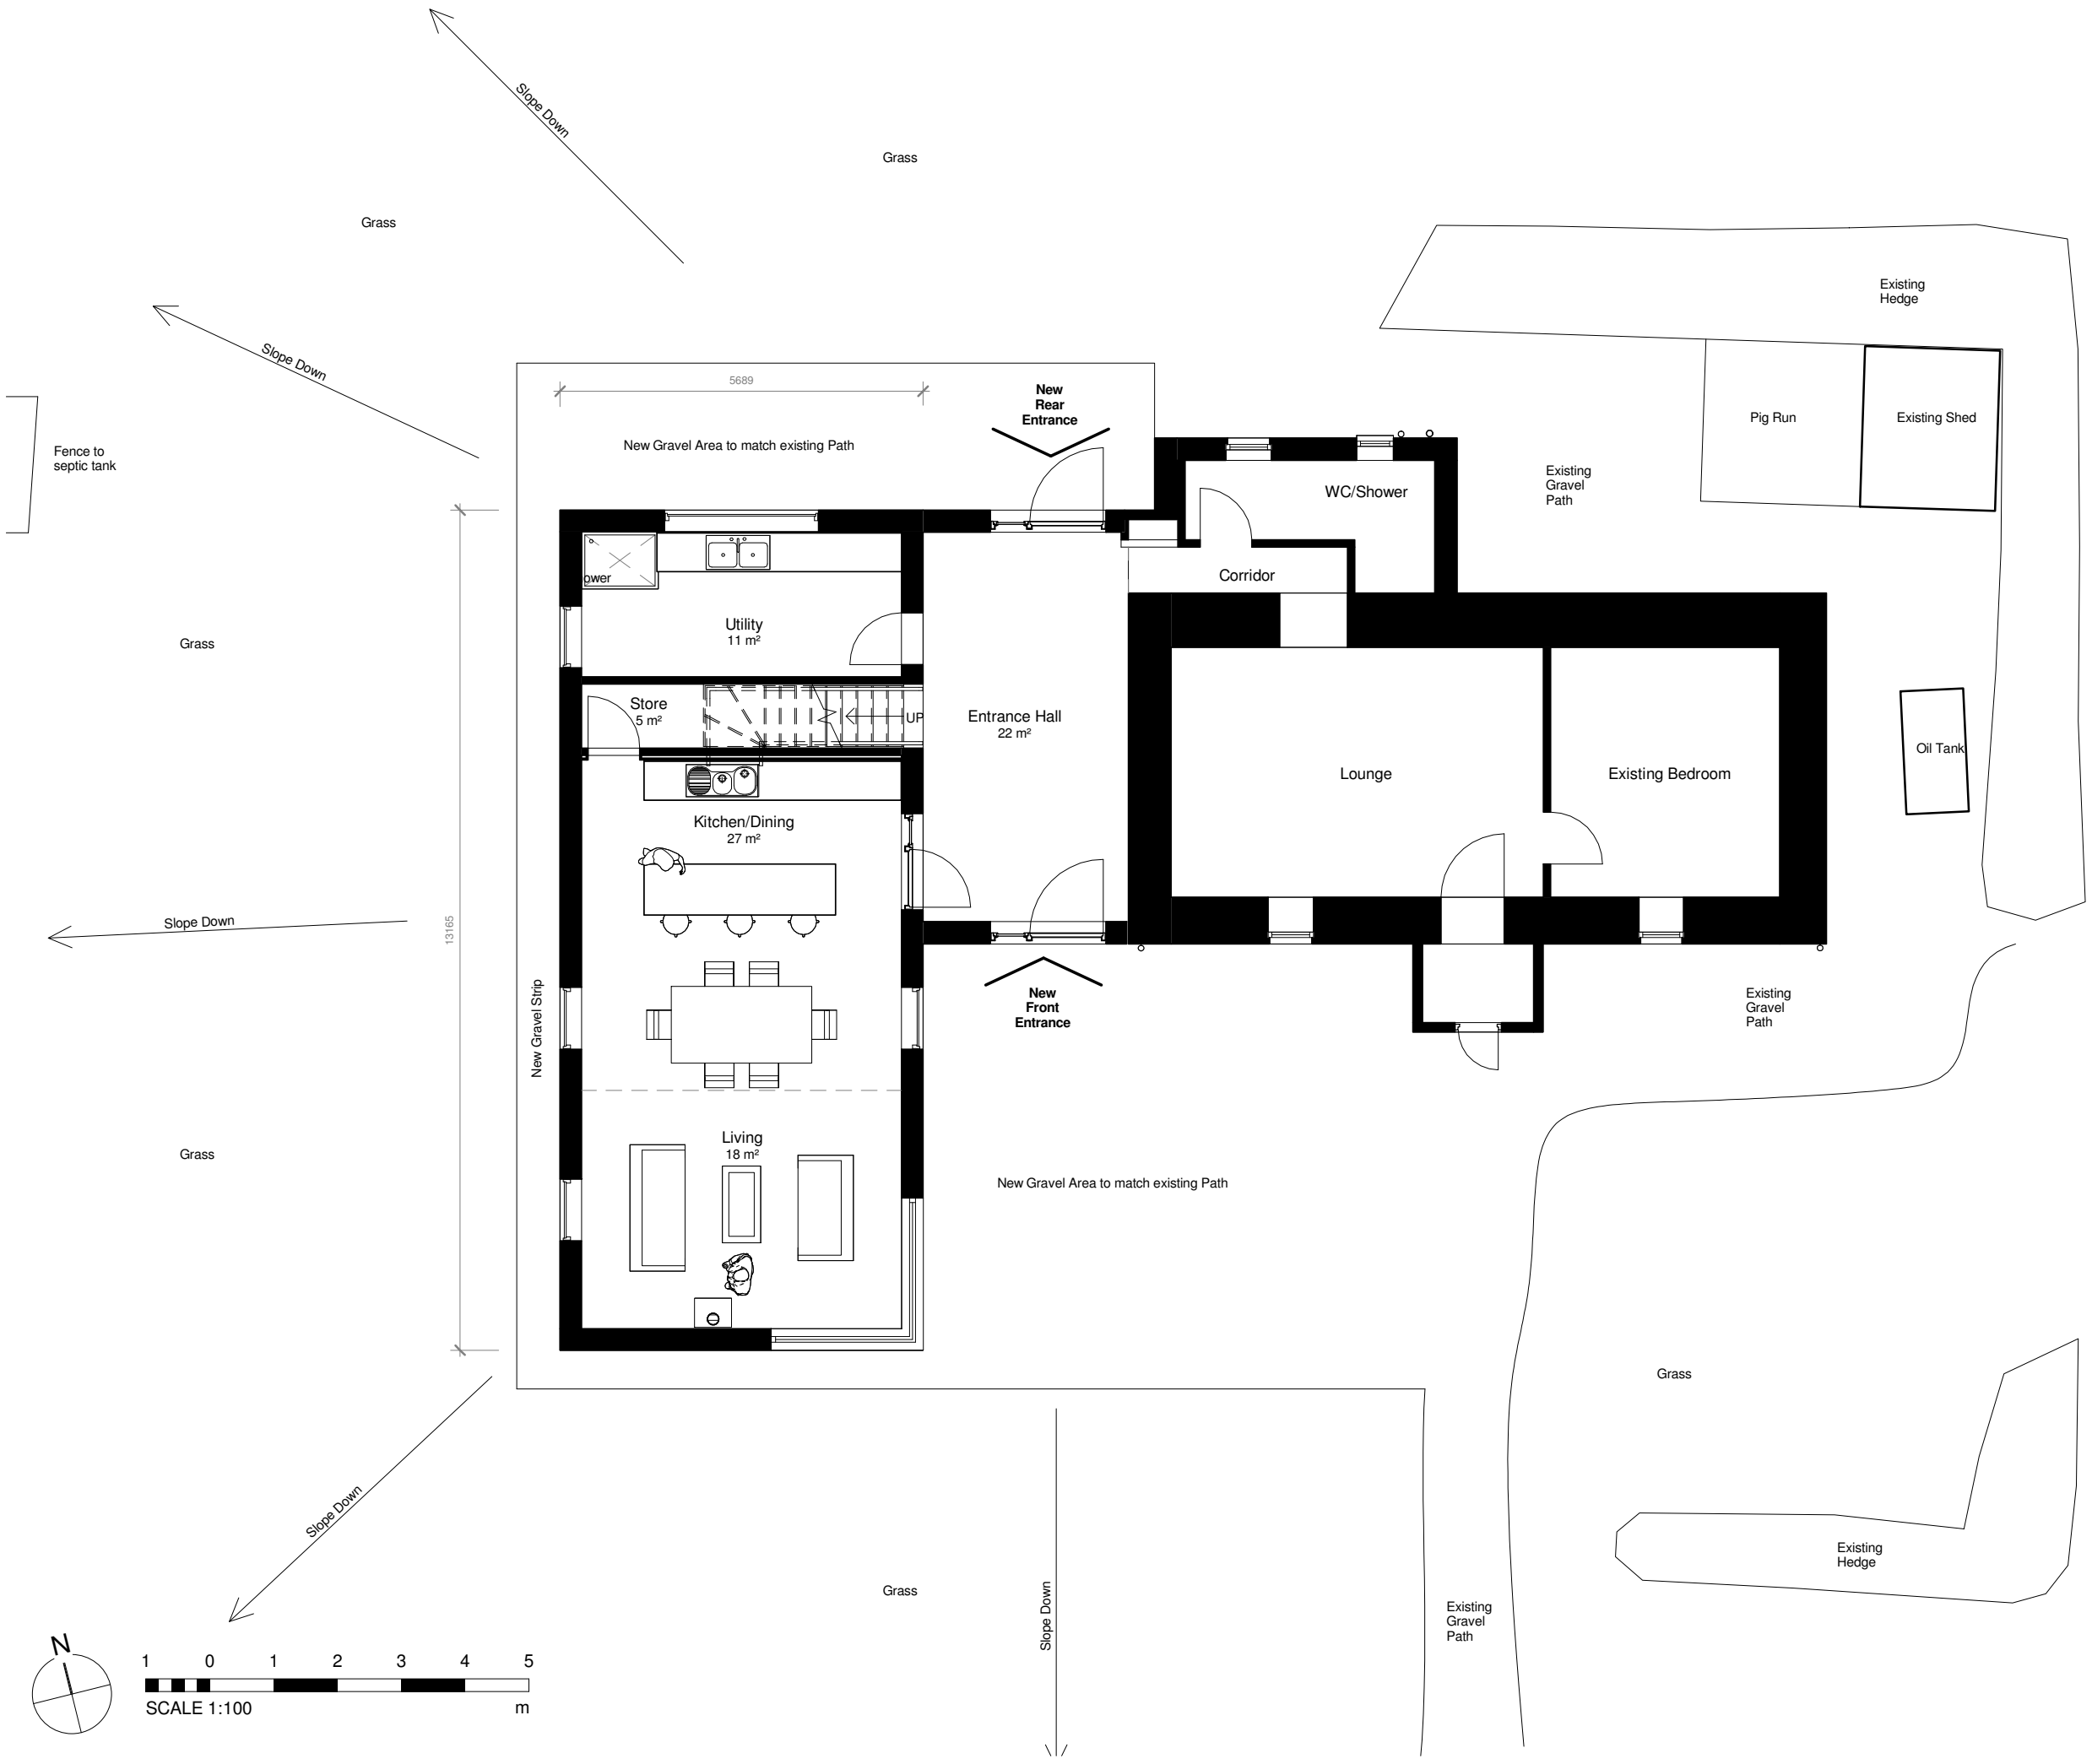 Slope Down
Grass
Grass
Existing
Hedge
Slope Down
5689
New
Rear
Entrance
Pig Run
Existing Shed
Fence to
septic tank
New Gravel Area to match existing Path
WC/Shower
Existing
Gravel
Path
ower
Corridor
Utility
11 m²
Grass
Store
5 m²
UP
Entrance Hall
22 m²
Oil Tank
Lounge
Existing Bedroom
Kitchen/Dining
27 m²
Slope Down
13165
New Gravel Strip
New
Front
Entrance
Existing
Gravel
Path
Living
18 m²
Grass
New Gravel Area to match existing Path
Grass
Slope Down
Existing
Hedge
Grass
Slope Down
Existing
Gravel
Path
N
1 0 1 2 3 4 5
SCALE 1:100 m